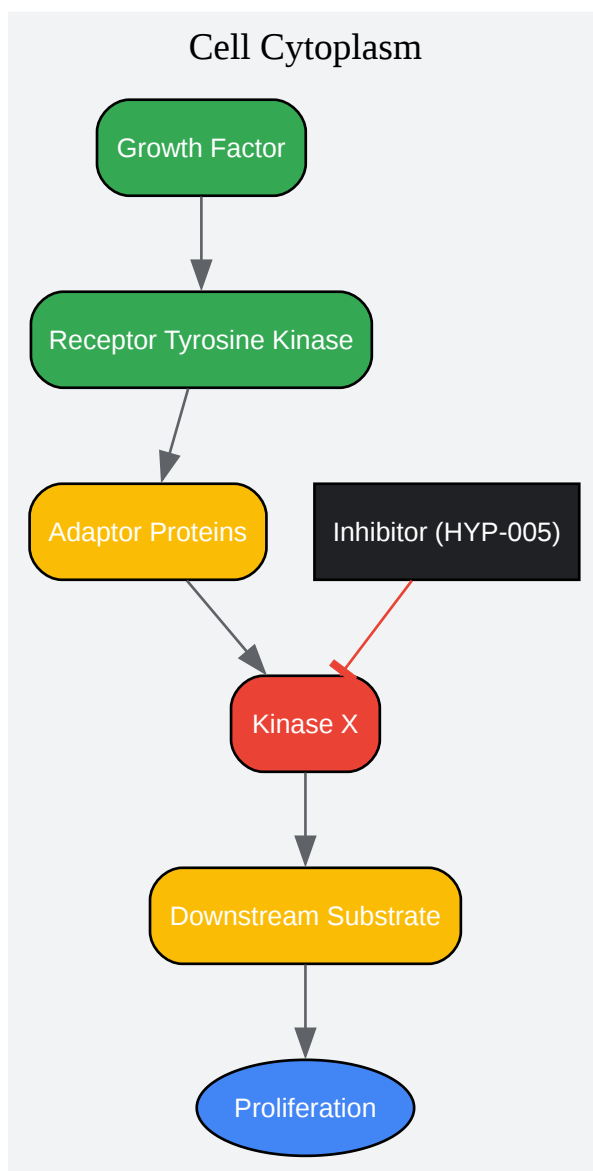 Cell Cytoplasm
Growth Factor
Receptor Tyrosine Kinase
Adaptor Proteins
Inhibitor (HYP-005)
Kinase X
Downstream Substrate
Proliferation